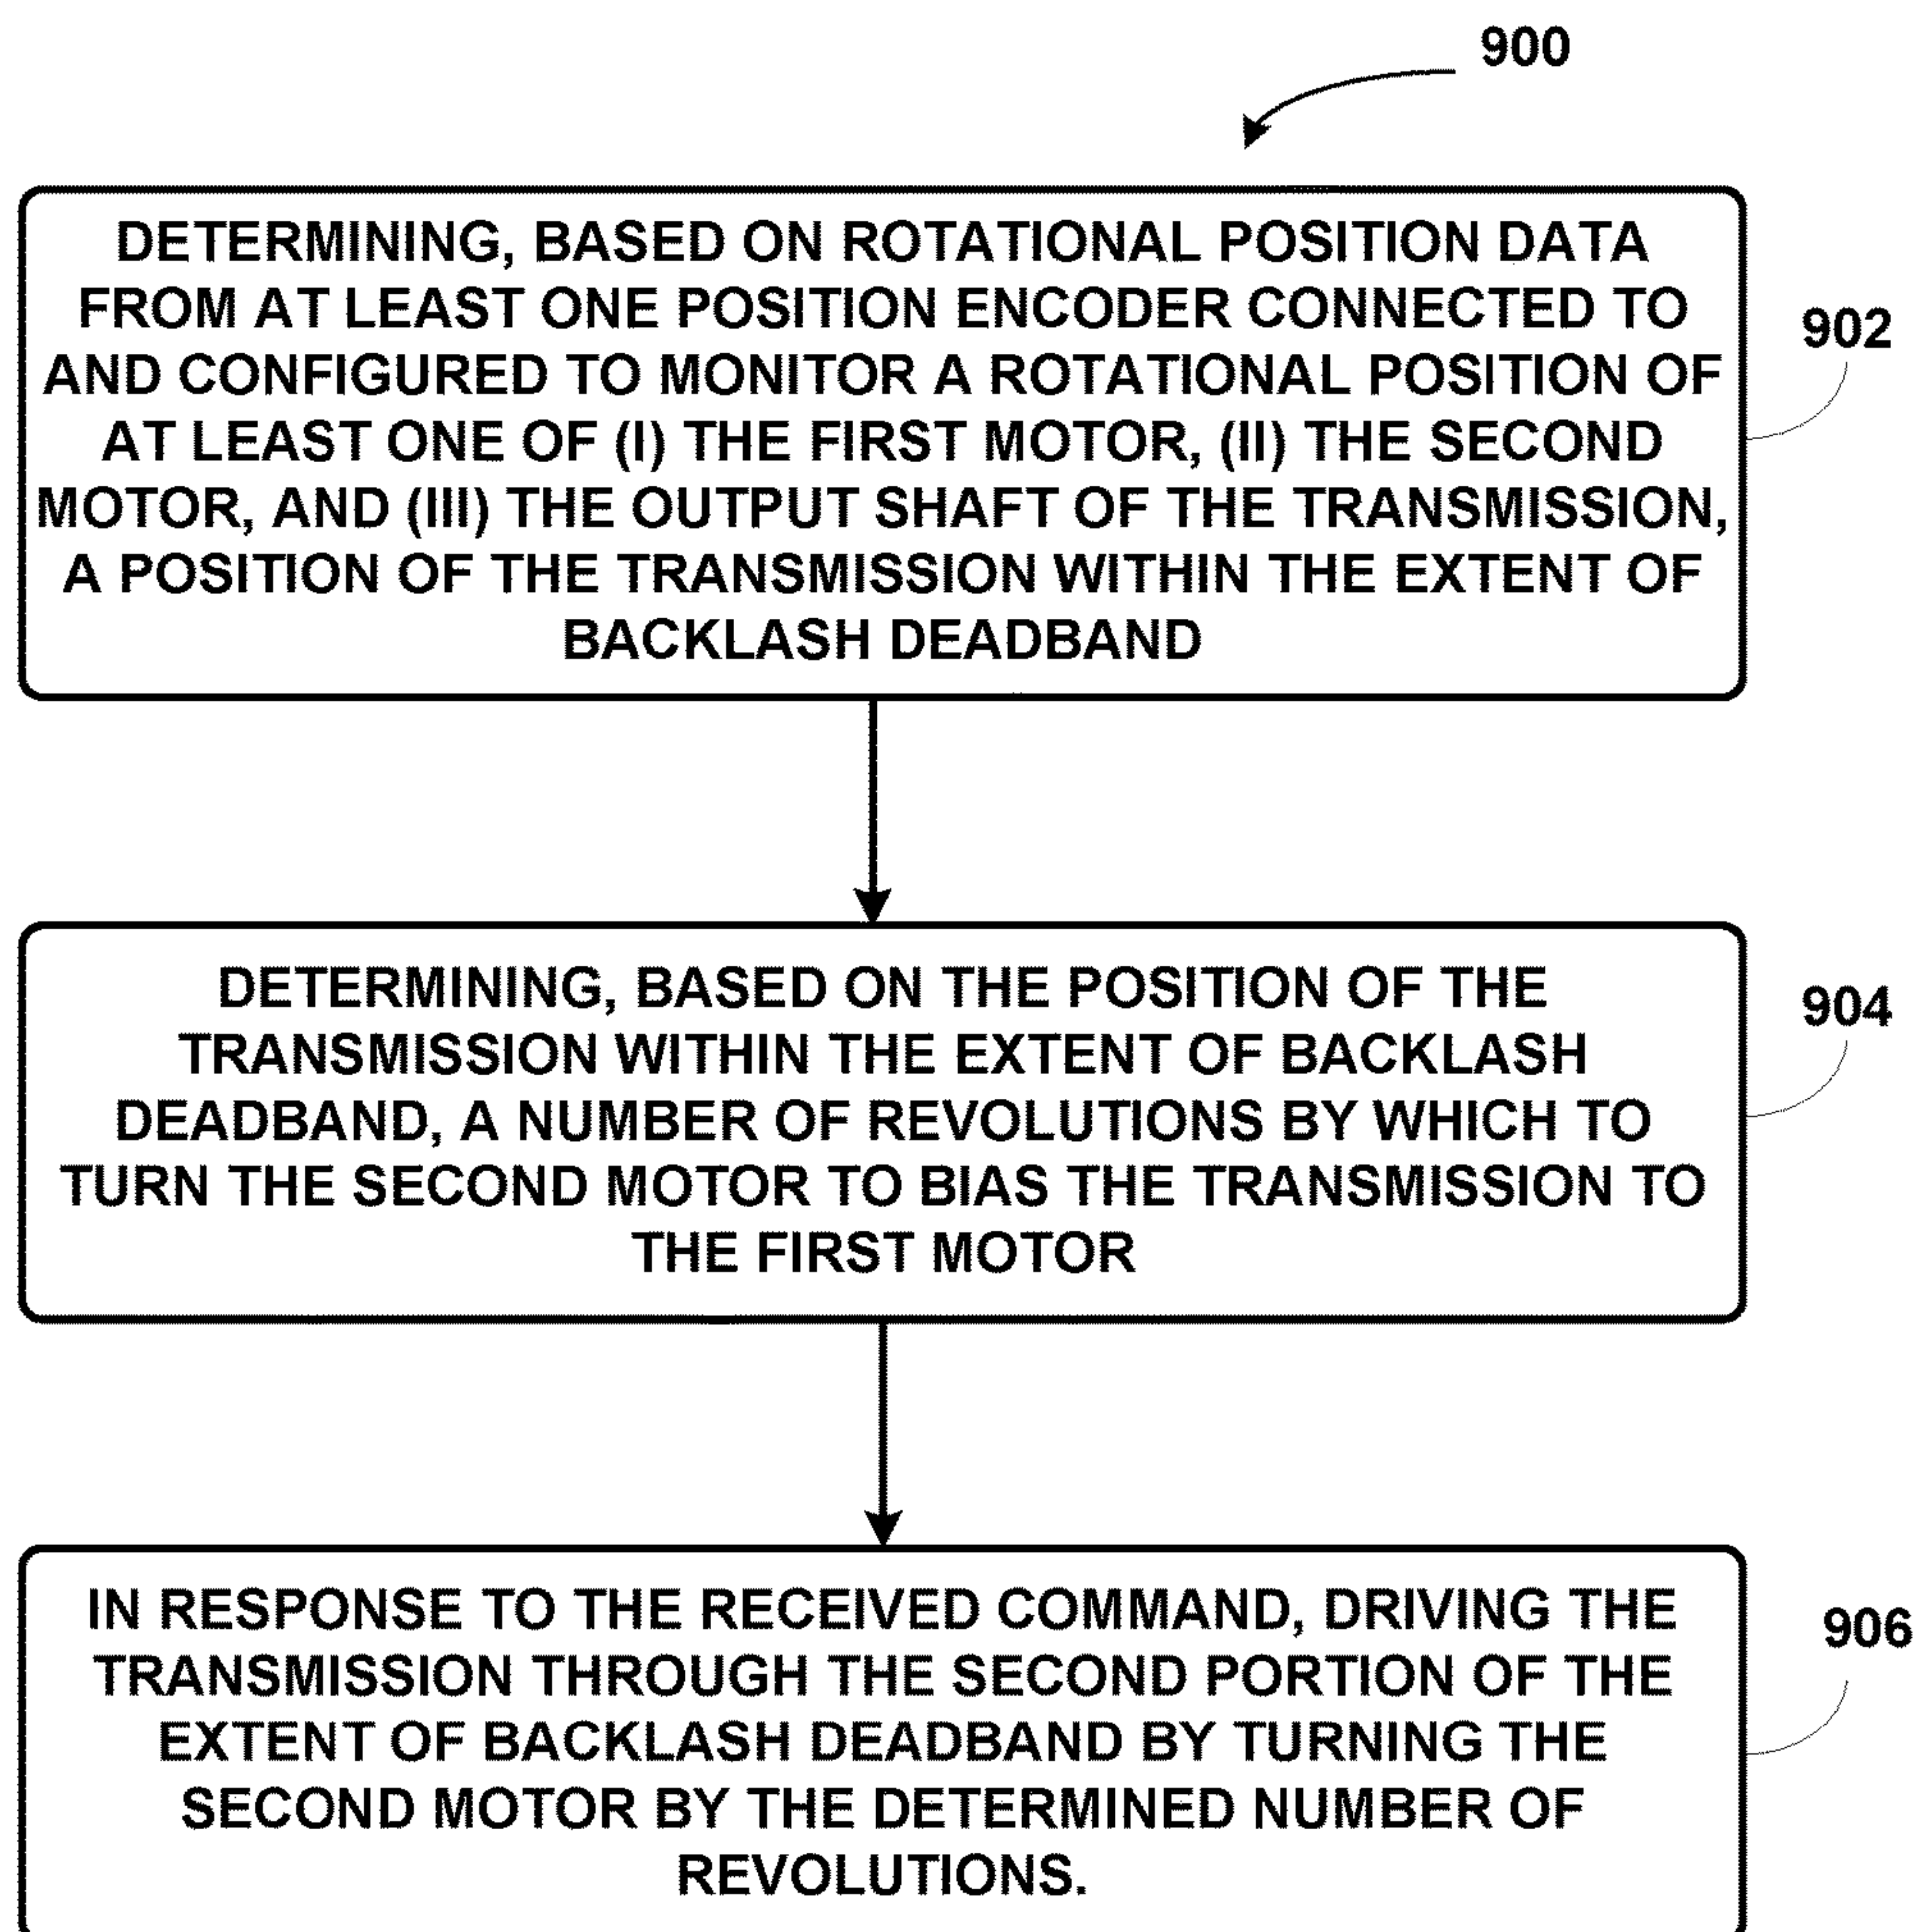 900
DETERMINING, BASED ON ROTATIONAL POSITION DATA
FROM AT LEAST ONE POSITION ENCODER CONNECTED TO
AND CONFIGURED TO MONITOR A ROTATIONAL POSITION OF
AT LEAST ONE OF (I) THE FIRST MOTOR, (II) THE SECOND
MOTOR, AND (III) THE OUTPUT SHAFT OF THE TRANSMISSION,
A POSITION OF THE TRANSMISSION WITHIN THE EXTENT OF
BACKLASH DEADBAND
902
DETERMINING, BASED ON THE POSITION OF THE
TRANSMISSION WITHIN THE EXTENT OF BACKLASH
DEADBAND, A NUMBER OF REVOLUTIONS BY WHICH TO
TURN THE SECOND MOTOR TO BIAS THE TRANSMISSION TO
THE FIRST MOTOR
904
IN RESPONSE TO THE RECEIVED COMMAND, DRIVING THE
TRANSMISSION THROUGH THE SECOND PORTION OF THE
EXTENT OF BACKLASH DEADBAND BY TURNING THE
SECOND MOTOR BY THE DETERMINED NUMBER OF
REVOLUTIONS.
906